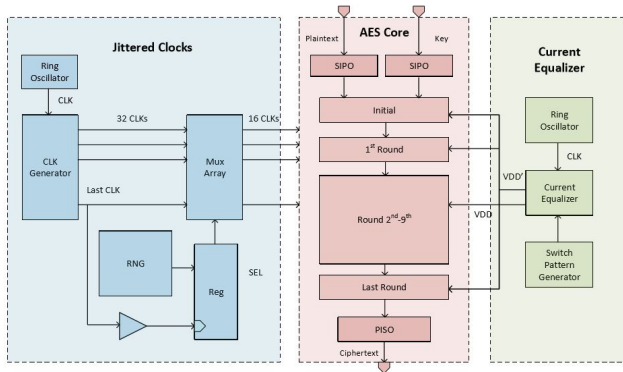 Jittered Clocks
Ring
Oscillator
CLK
32 CLKs
16 CLKs
CLK
Generator
Mux
Array
Last CLK
RNG
Reg
SEL
AES Core
Plaintext
Key
SIPO
SIPO
Initial
1st Round
Round 2nd-9th
Last Round
PISO
Ciphertext
Current
Equalizer
Ring
Oscillator
CLK
VDD'
Current
Equalizer
VDD
Switch
Pattern
Generator